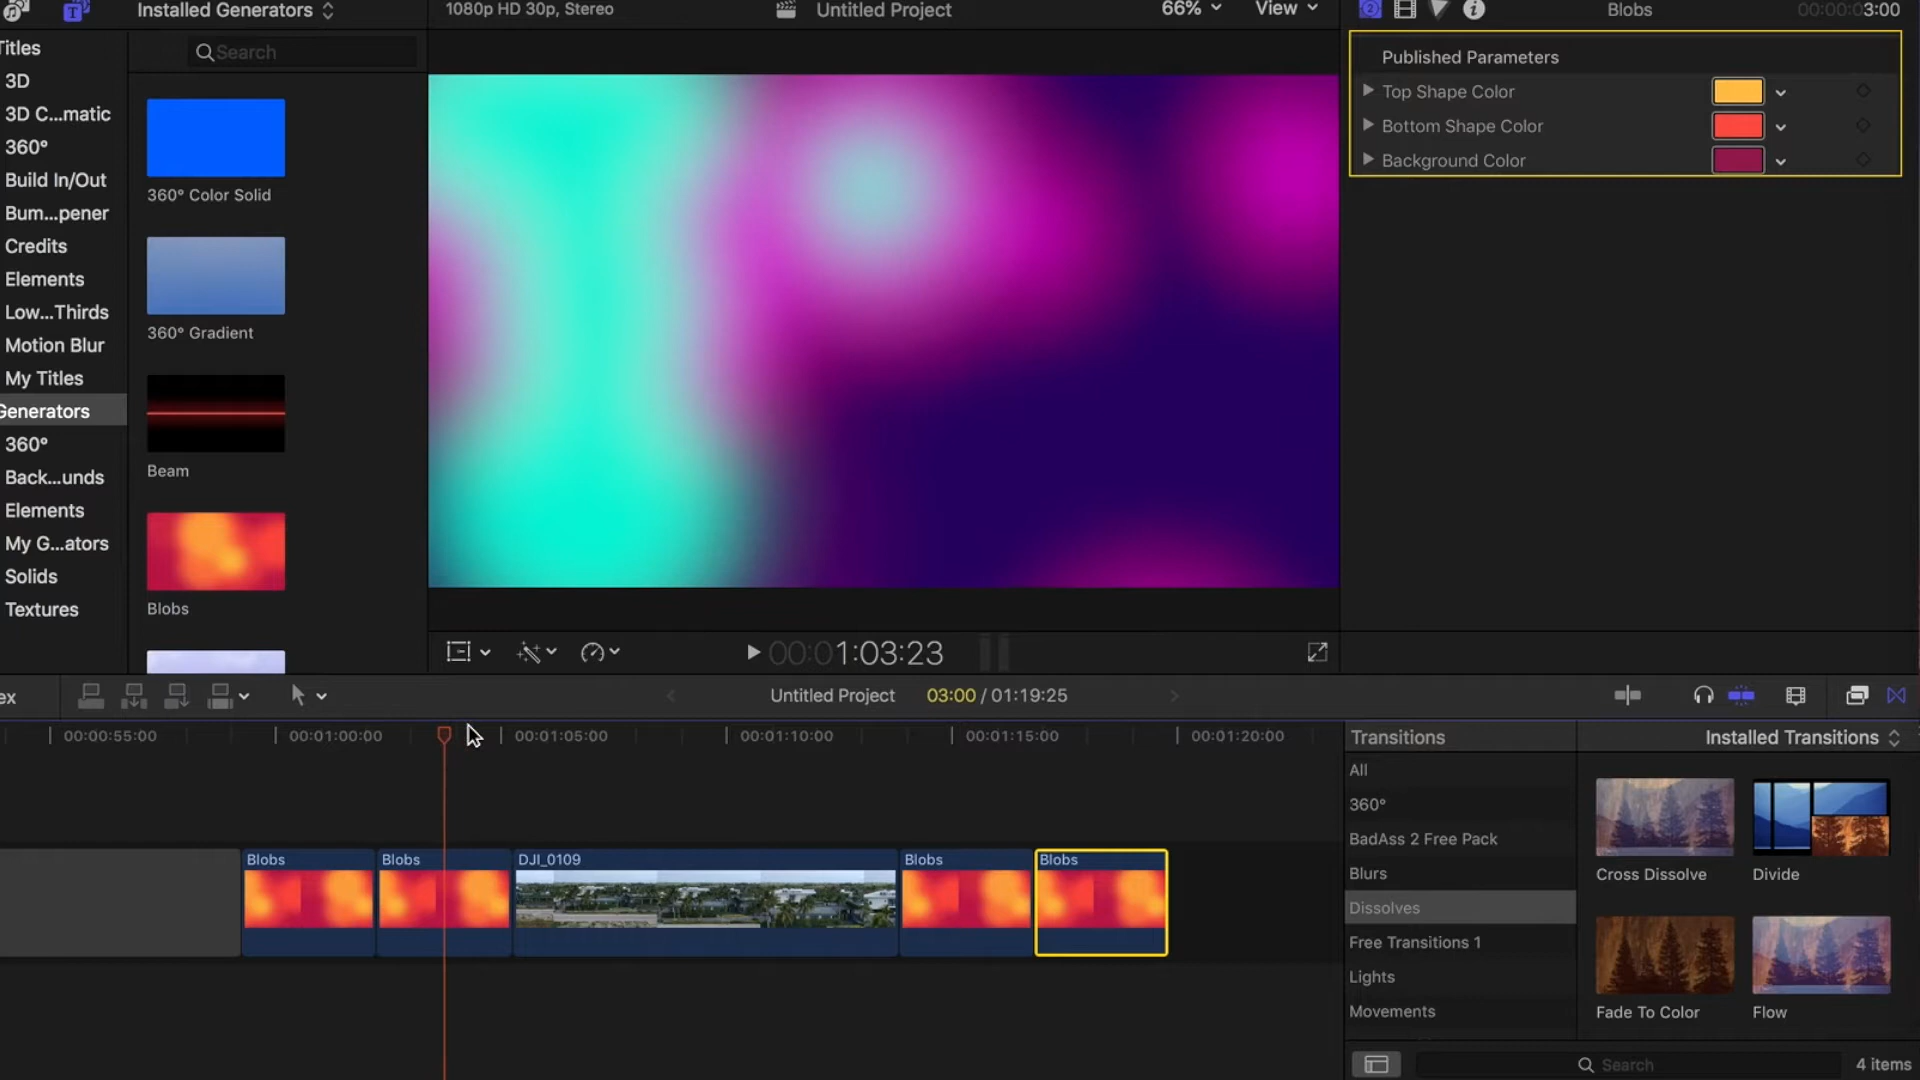 Installed Generators
1080p HD 30p, Stereo
Untitled Project
66%
View
Blobs
00:00:03:00
Titles
3D
3D C...matic
360°
Build In/Out
Bum...pener
Credits
Elements
Low...Thirds
Motion Blur
My Titles
Generators
360°
Back...unds
Elements
My G...ators
Solids
Textures
Search
360° Color Solid
360° Gradient
Beam
Blobs
Published Parameters
Top Shape Color
Bottom Shape Color
Background Color
00:01:03:23
ex
Untitled Project
03:00 / 01:19:25
00:00:55:00
00:01:00:00
00:01:05:00
00:01:10:00
00:01:15:00
00:01:20:00
Blobs
Blobs
DJI_0109
Blobs
Blobs
Transitions
Installed Transitions
All
360°
BadAss 2 Free Pack
Blurs
Dissolves
Free Transitions 1
Lights
Movements
Cross Dissolve
Divide
Fade To Color
Flow
Search
4 items